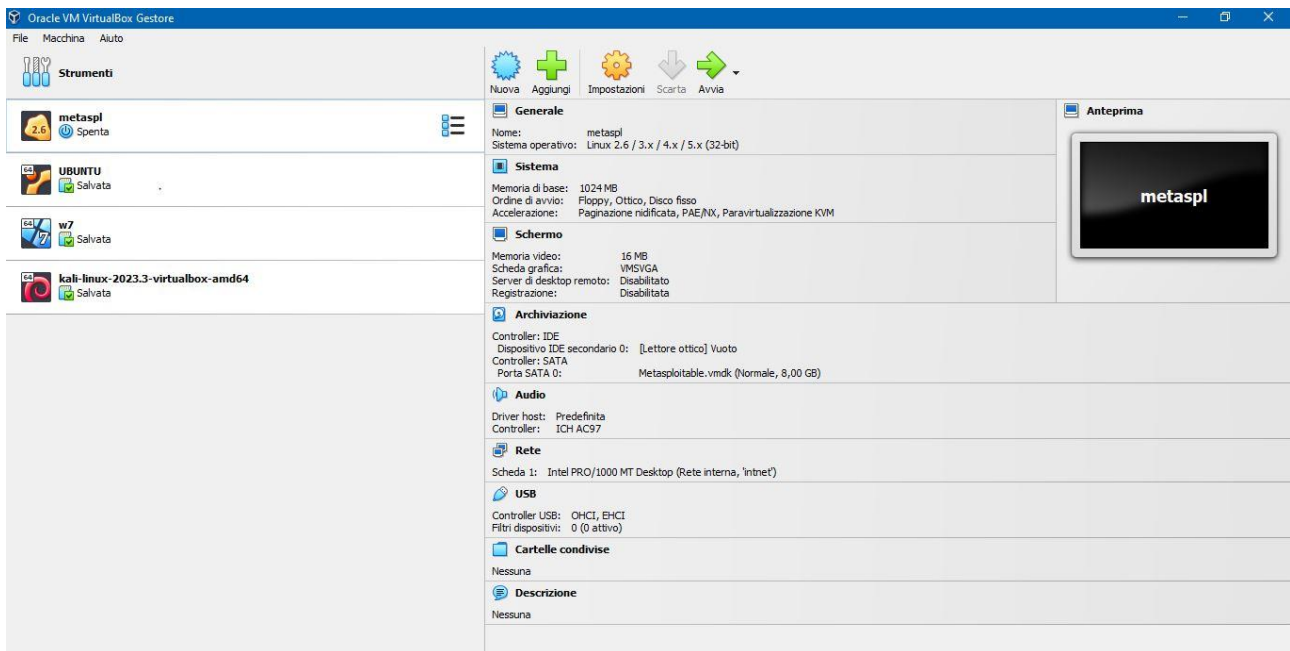 Oracle VM VirtualBox Gestore
File Macchina Aiuto
Strumenti
Nuova Aggiungi Impostazioni Scarta Avvia
2.6
metaspl
Spenta
64
UBUNTU
Salvata
64
w7
Salvata
64
kali-linux-2023.3-virtualbox-amd64
Salvata
Generale
Nome: metaspl
Sistema operativo: Linux 2.6 / 3.x / 4.x / 5.x (32-bit)
Sistema
Memoria di base: 1024 MB
Ordine di avvio: Floppy, Ottico, Disco fisso
Accelerazione: Paginazione nidificata, PAE/NX, Paravirtualizzazione KVM
Schermo
Memoria video: 16 MB
Scheda grafica: VMSVGA
Server di desktop remoto: Disabilitato
Registrazione: Disabilitata
Archiviazione
Controller: IDE
Dispositivo IDE secondario 0: [Lettore ottico] Vuoto
Controller: SATA
Porta SATA 0: Metasploitable.vmdk (Normale, 8,00 GB)
Audio
Driver host: Predefinita
Controller: ICH AC97
Rete
Scheda 1: Intel PRO/1000 MT Desktop (Rete interna, 'intnet')
USB
Controller USB: OHCI, EHCI
Filtri dispositivi: 0 (0 attivo)
Cartelle condivise
Nessuna
Descrizione
Nessuna
Anteprima
metaspl